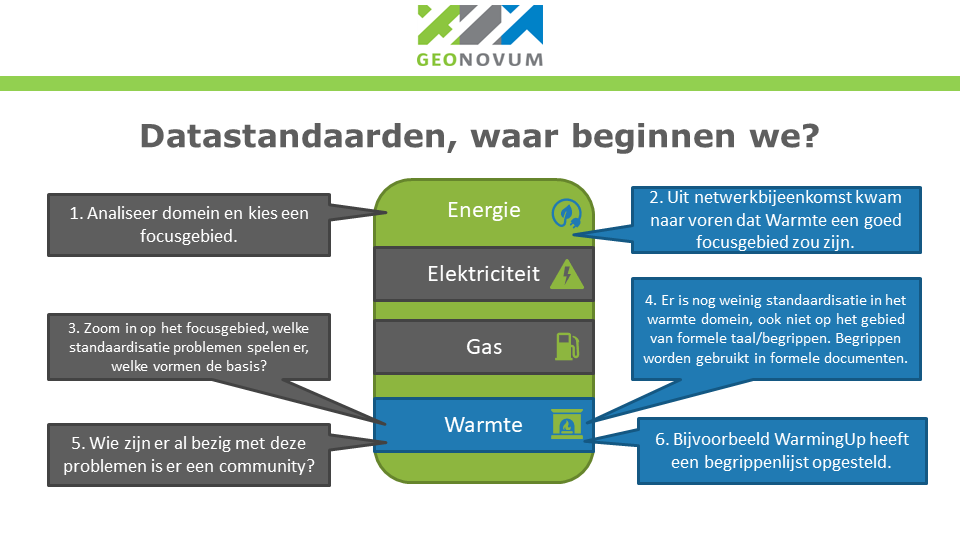 GEONOVUM
Datastandaarden, waar beginnen we?
1. Analiseer domein en kies een
focusgebied.
Energie
2. Uit netwerkbijeenkomst kwam
naar voren dat Warmte een goed
focusgebied zou zijn.
Elektriciteit
3. Zoom in op het focusgebied, welke
standaardisatie problemen spelen er,
welke vormen de basis?
Gas
4. Er is nog weinig standaardisatie in het
warmte domein, ook niet op het gebied
van formele taal/begrippen. Begrippen
worden gebruikt in formele documenten.
5. Wie zijn er al bezig met deze
problemen is er een community?
Warmte
6. Bijvoorbeeld WarmingUp heeft
een begrippenlijst opgesteld.